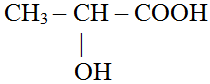 CH₃ – CH – COOH
|
OH